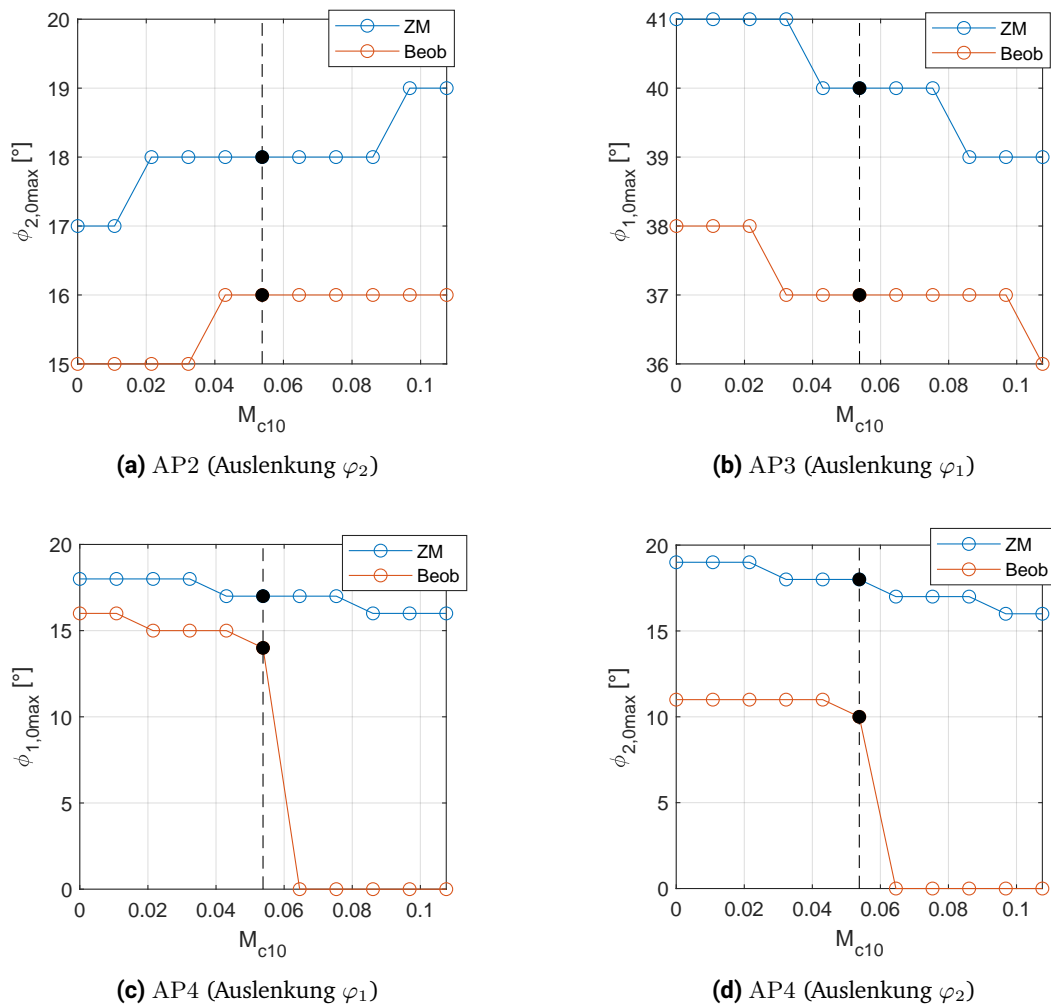 20
19
18
17
16
15
ϕ2,0max [°]
0 0.02 0.04 0.06 0.08 0.1
Mc10
ZM
Beob
(a) AP2 (Auslenkung φ2)
41
40
39
38
37
36
ϕ1,0max [°]
0 0.02 0.04 0.06 0.08 0.1
Mc10
ZM
Beob
(b) AP3 (Auslenkung φ1)
20
15
10
5
0
ϕ1,0max [°]
0 0.02 0.04 0.06 0.08 0.1
Mc10
ZM
Beob
(c) AP4 (Auslenkung φ1)
20
15
10
5
0
ϕ2,0max [°]
0 0.02 0.04 0.06 0.08 0.1
Mc10
ZM
Beob
(d) AP4 (Auslenkung φ2)